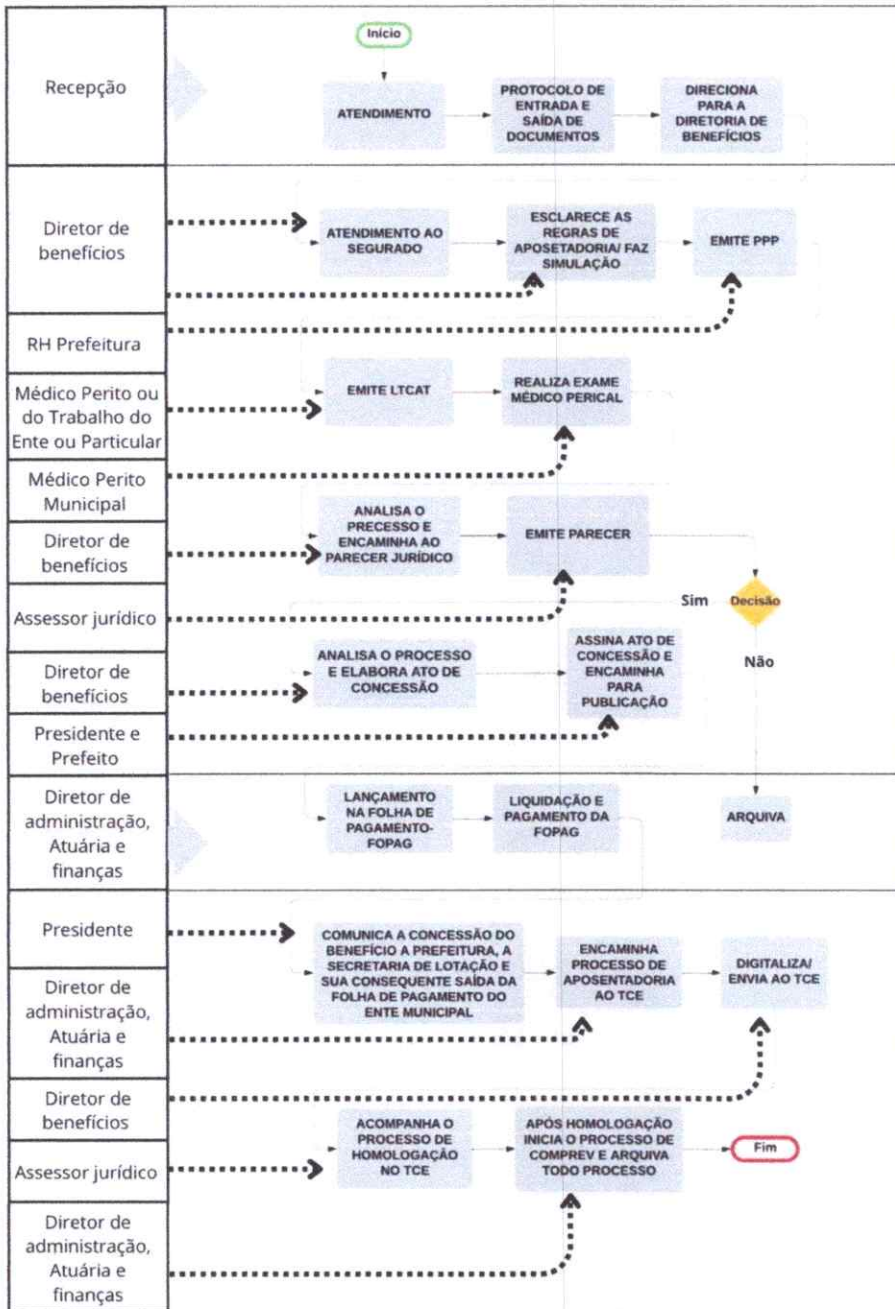 Início
Recepção
ATENDIMENTO
PROTOCOLO DE
ENTRADA E
SAÍDA DE
DOCUMENTOS
DIRECIONA
PARA A
DIRETORIA DE
BENEFÍCIOS
Diretor de
benefícios
ATENDIMENTO AO
SEGURADO
ESCLARECE AS
REGRAS DE
APOSETADORIA/ FAZ
SIMULAÇÃO
EMITE PPP
RH Prefeitura
Médico Perito ou
do Trabalho do
Ente ou Particular
EMITE LTCAT
REALIZA EXAME
MÉDICO PERICAL
Médico Perito
Municipal
Diretor de
benefícios
ANALISA O
PRECESSO E
ENCAMINHA AO
PARECER JURÍDICO
EMITE PARECER
Assessor jurídico
Sim
Decisão
Não
Diretor de
benefícios
ANALISA O PROCESSO
E ELABORA ATO DE
CONCESSÃO
ASSINA ATO DE
CONCESSÃO E
ENCAMINHA
PARA
PUBLICAÇÃO
Presidente e
Prefeito
Diretor de
administração,
Atuária e
finanças
LANÇAMENTO
NA FOLHA DE
PAGAMENTO-
FOPAG
LIQUIDAÇÃO E
PAGAMENTO DA
FOPAG
ARQUIVA
Presidente
COMUNICA A CONCESSÃO DO
BENEFÍCIO A PREFEITURA, A
SECRETARIA DE LOTAÇÃO E
SUA CONSEQUENTE SAÍDA DA
FOLHA DE PAGAMENTO DO
ENTE MUNICIPAL
ENCAMINHA
PROCESSO DE
APOSENTADORIA
AO TCE
DIGITALIZA/
ENVIA AO TCE
Diretor de
administração,
Atuária e
finanças
Diretor de
benefícios
Assessor jurídico
ACOMPANHA O
PROCESSO DE
HOMOLOGAÇÃO
NO TCE
APÓS HOMOLOGAÇÃO
INICIA O PROCESSO DE
COMPREV E ARQUIVA
TODO PROCESSO
Fim
Diretor de
administração,
Atuária e
finanças